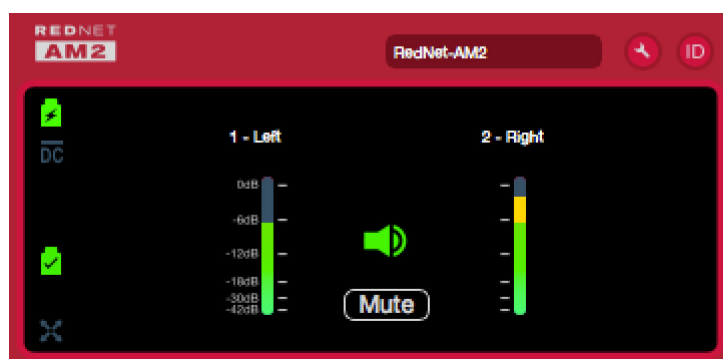 REDNET
AM2
RedNet-AM2
ID
DC
1 - Left
2 - Right
0dB
-6dB
-12dB
-18dB
-30dB
-42dB
Mute